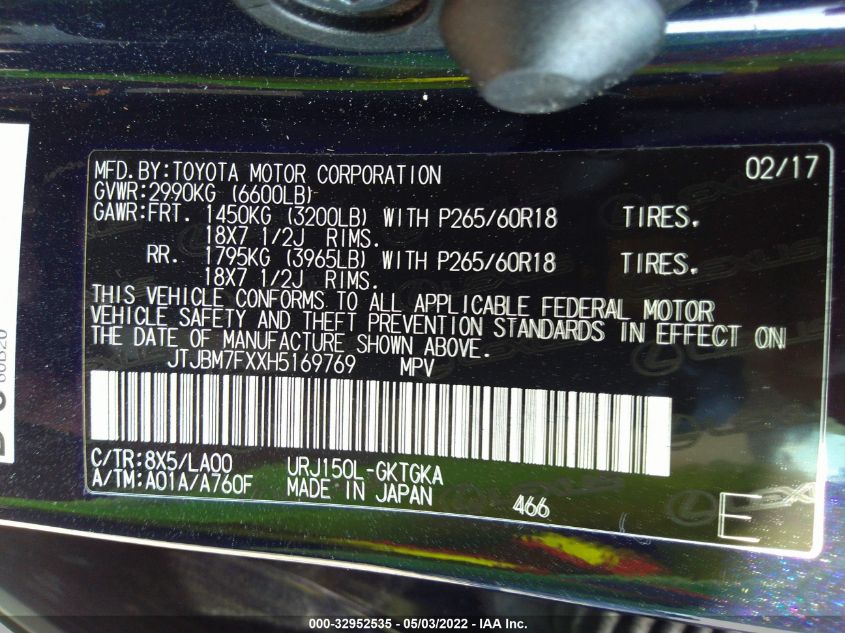 MFD.BY:TOYOTA MOTOR CORPORATION 02/17
GVWR:2990KG (6600LB)
GAWR:FRT. 1450KG (3200LB) WITH P265/60R18 TIRES.
18X7 1/2J RIMS.
RR. 1795KG (3965LB) WITH P265/60R18 TIRES.
18X7 1/2J RIMS.
THIS VEHICLE CONFORMS TO ALL APPLICABLE FEDERAL MOTOR
VEHICLE SAFETY AND THEFT PREVENTION STANDARDS IN EFFECT ON
THE DATE OF MANUFACTURE SHOWN ABOVE.
JTJBM7FXXH5169769 MPV
C/TR:8X5/LA00 URJ150L-GKTGKA
A/TM:A01A/A760F MADE IN JAPAN 466 E
60B20
LEXUS
000-32952535 - 05/03/2022 - IAA Inc.